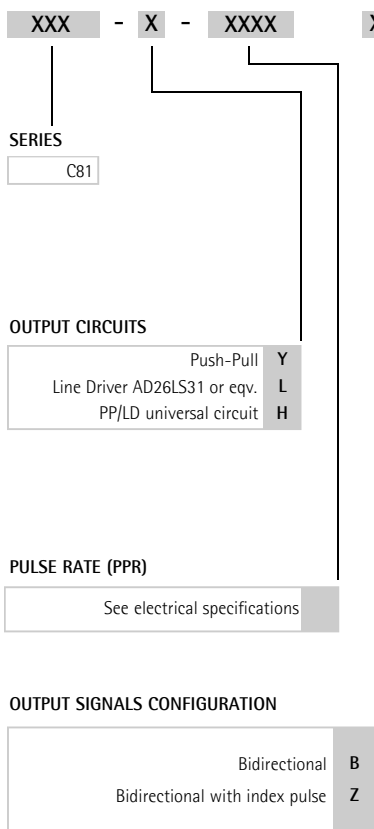 XXX - X - XXXX
SERIES
C81
OUTPUT CIRCUITS
Push-Pull Y
Line Driver AD26LS31 or eqv. L
PP/LD universal circuit H
PULSE RATE (PPR)
See electrical specifications
OUTPUT SIGNALS CONFIGURATION
Bidirectional B
Bidirectional with index pulse Z